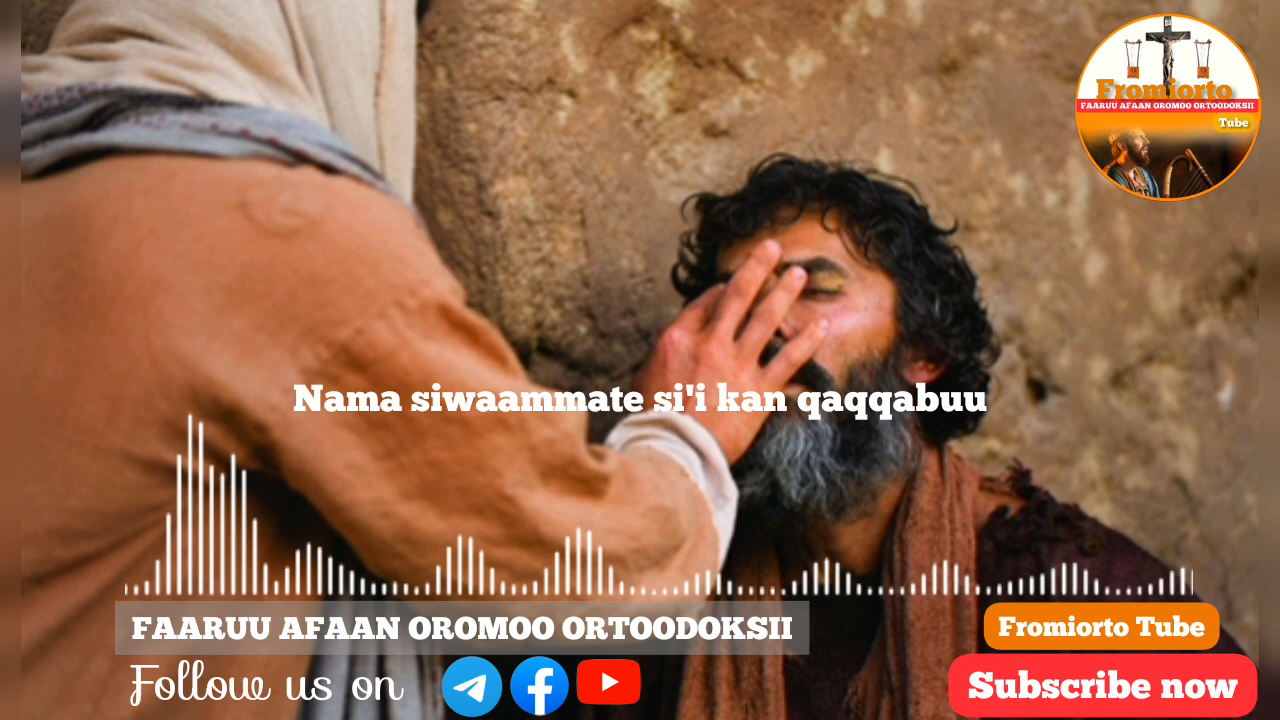 Fromiorto
FAARUU AFAAN OROMOO ORTOODOKSII
Tube
Nama siwaammate si'i kan qaqqabuu
FAARUU AFAAN OROMOO ORTOODOKSII
Fromiorto Tube
Follow us on
Subscribe now